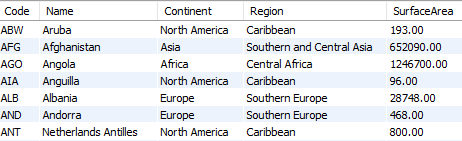 Code Name Continent Region SurfaceArea
ABW Aruba North America Caribbean 193.00
AFG Afghanistan Asia Southern and Central Asia 652090.00
AGO Angola Africa Central Africa 1246700.00
AIA Anguilla North America Caribbean 96.00
ALB Albania Europe Southern Europe 28748.00
AND Andorra Europe Southern Europe 468.00
ANT Netherlands Antilles North America Caribbean 800.00